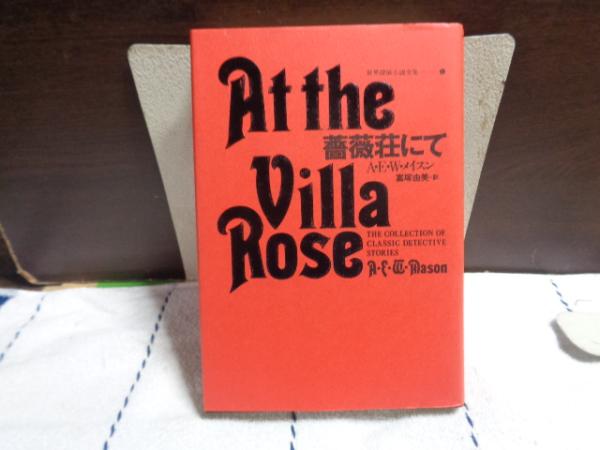 世界探偵小説全集 1
At the
薔薇荘にて
A・E・W・メイスン
富塚由美・訳
Villa
Rose
THE COLLECTION OF
CLASSIC DETECTIVE
STORIES
A・E・W・Mason